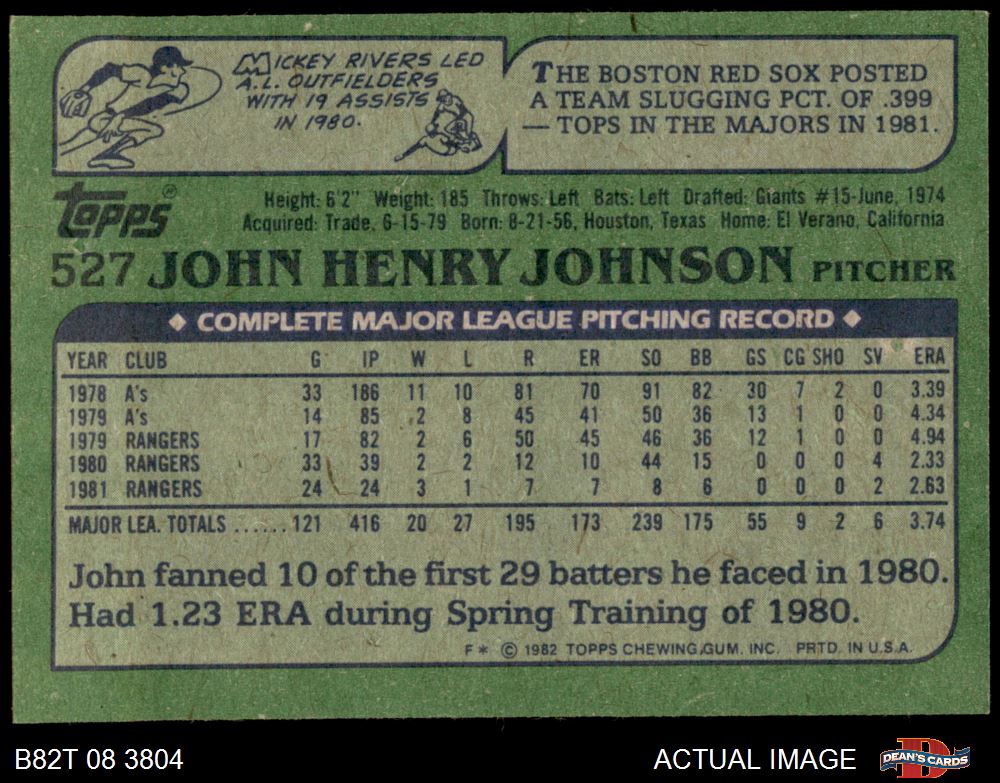 MICKEY RIVERS LED
A.L. OUTFIELDERS
WITH 19 ASSISTS
IN 1980.
THE BOSTON RED SOX POSTED
A TEAM SLUGGING PCT. OF .399
— TOPS IN THE MAJORS IN 1981.
Topps®
Height: 6'2" Weight: 185 Throws: Left Bats: Left Drafted: Giants #15-June, 1974
Acquired: Trade, 6-15-79 Born: 8-21-56, Houston, Texas Home: El Verano, California
527 JOHN HENRY JOHNSON PITCHER
◆ COMPLETE MAJOR LEAGUE PITCHING RECORD ◆
YEAR CLUB G IP W L R ER SO BB GS CG SHO SV ERA
1978 A's 33 186 11 10 81 70 91 82 30 7 2 0 3.39
1979 A's 14 85 2 8 45 41 50 36 13 1 0 0 4.34
1979 RANGERS 17 82 2 6 50 45 46 36 12 1 0 0 4.94
1980 RANGERS 33 39 2 2 12 10 44 15 0 0 0 4 2.33
1981 RANGERS 24 24 3 1 7 7 8 6 0 0 0 2 2.63
MAJOR LEA. TOTALS ...... 121 416 20 27 195 173 239 175 55 9 2 6 3.74
John fanned 10 of the first 29 batters he faced in 1980.
Had 1.23 ERA during Spring Training of 1980.
F* © 1982 TOPPS CHEWING GUM. INC. PRTD. IN U.S.A.
B82T 08 3804 ACTUAL IMAGE D DEAN'S CARDS